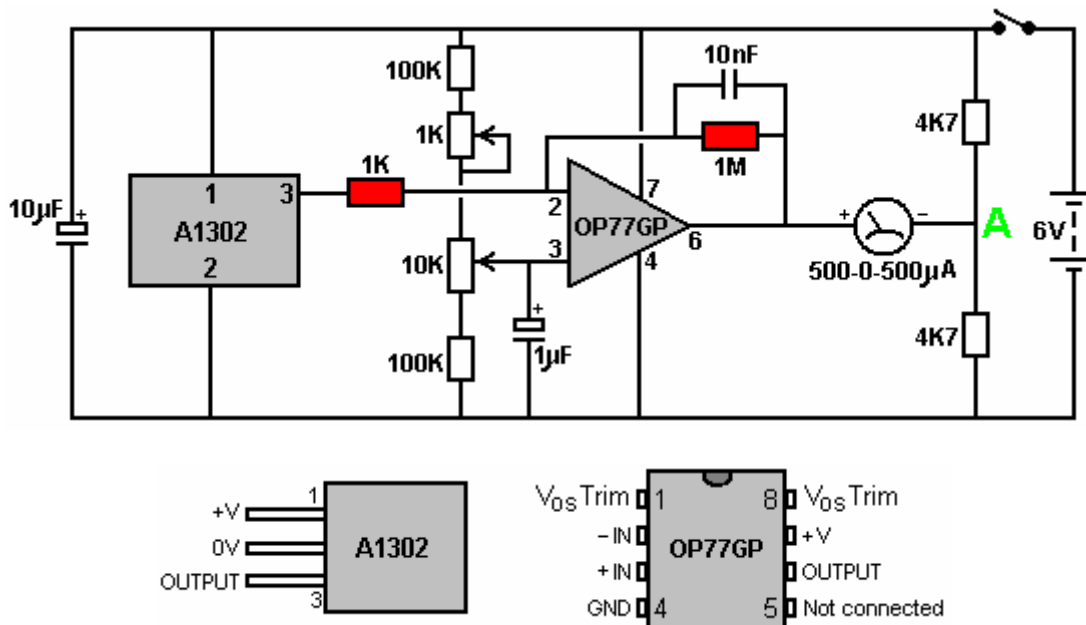 10nF
100K
4K7
1K
1M
1K
1 3
10µF +
A1302
2
2
7
OP77GP
6
3
4
+ −
A
6V
500-0-500µA
10K
+
1µF
100K
4K7
1
+V
0V
OUTPUT
A1302
3
V0S Trim 1 8 V0S Trim
− IN +V
OP77GP
+ IN OUTPUT
GND 4 5 Not connected